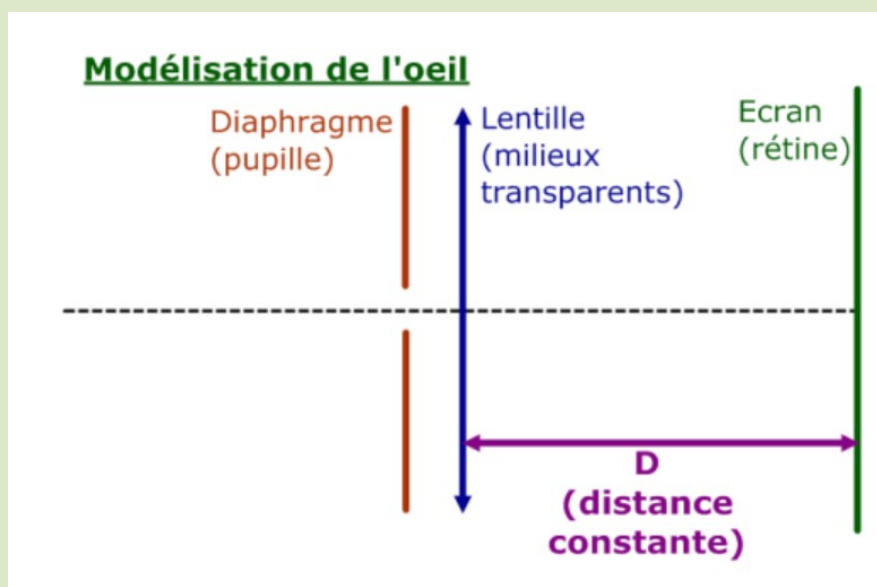 Modélisation de l'oeil
Diaphragme
(pupille)
Lentille
(milieux
transparents)
Ecran
(rétine)
D
(distance
constante)